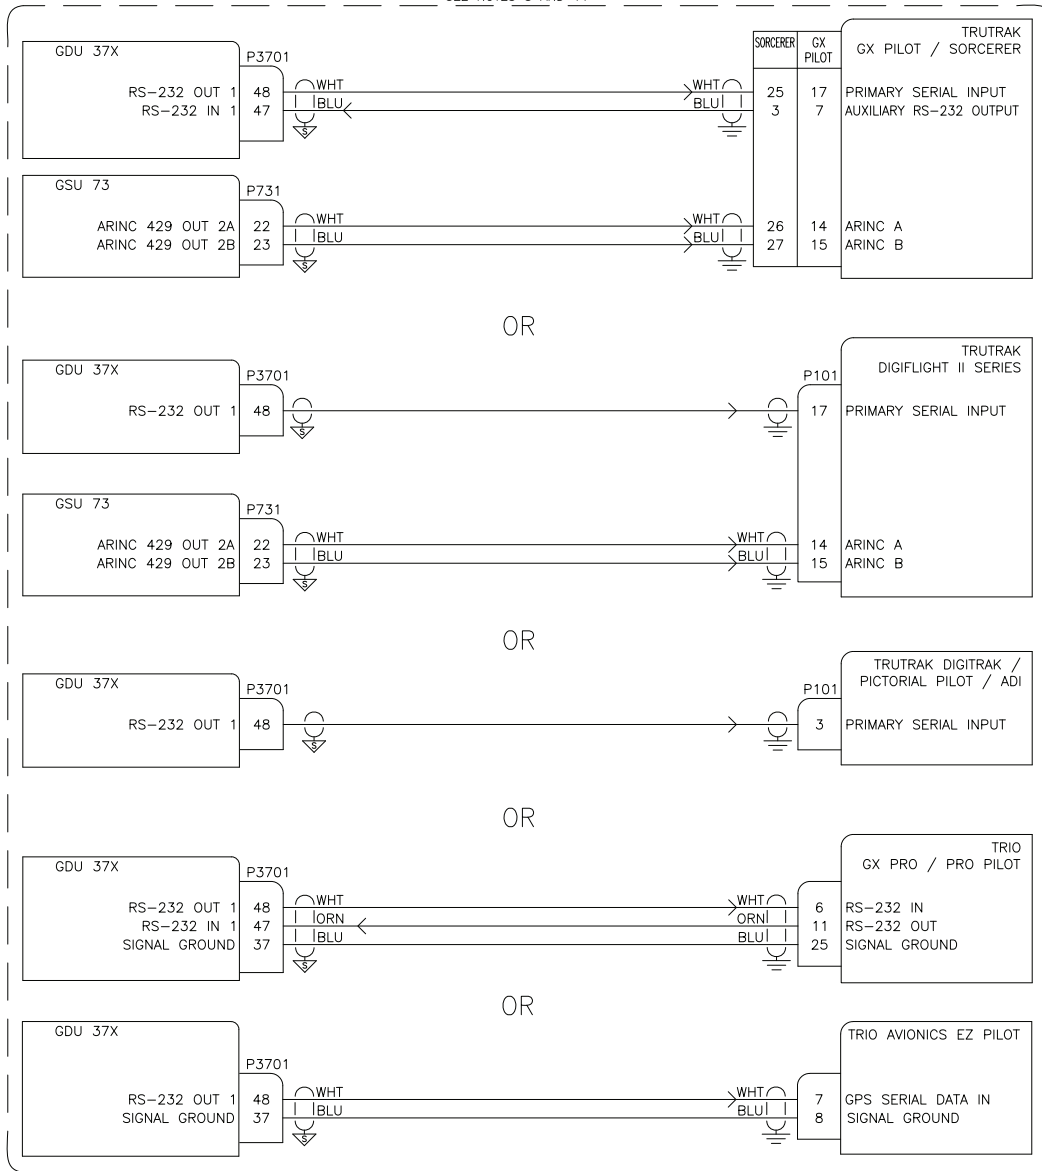 GDU 37X
P3701
RS-232 OUT 1 48 WHT WHT
RS-232 IN 1 47 BLU BLU
S
SORCERER GX PILOT
TRUTRAK
GX PILOT / SORCERER
25 17 PRIMARY SERIAL INPUT
3 7 AUXILIARY RS-232 OUTPUT
GSU 73
P731
ARINC 429 OUT 2A 22 WHT WHT 26 14 ARINC A
ARINC 429 OUT 2B 23 BLU BLU 27 15 ARINC B
S
OR
GDU 37X
P3701
RS-232 OUT 1 48
S
TRUTRAK
DIGIFLIGHT II SERIES
P101
17 PRIMARY SERIAL INPUT
GSU 73
P731
ARINC 429 OUT 2A 22 WHT WHT 14 ARINC A
ARINC 429 OUT 2B 23 BLU BLU 15 ARINC B
S
OR
GDU 37X
P3701
RS-232 OUT 1 48
S
TRUTRAK DIGITRAK /
PICTORIAL PILOT / ADI
P101
3 PRIMARY SERIAL INPUT
OR
GDU 37X
P3701
TRIO
GX PRO / PRO PILOT
RS-232 OUT 1 48 WHT WHT 6 RS-232 IN
RS-232 IN 1 47 ORN ORN 11 RS-232 OUT
SIGNAL GROUND 37 BLU BLU 25 SIGNAL GROUND
S
OR
GDU 37X
P3701
TRIO AVIONICS EZ PILOT
RS-232 OUT 1 48 WHT WHT 7 GPS SERIAL DATA IN
SIGNAL GROUND 37 BLU BLU 8 SIGNAL GROUND
S